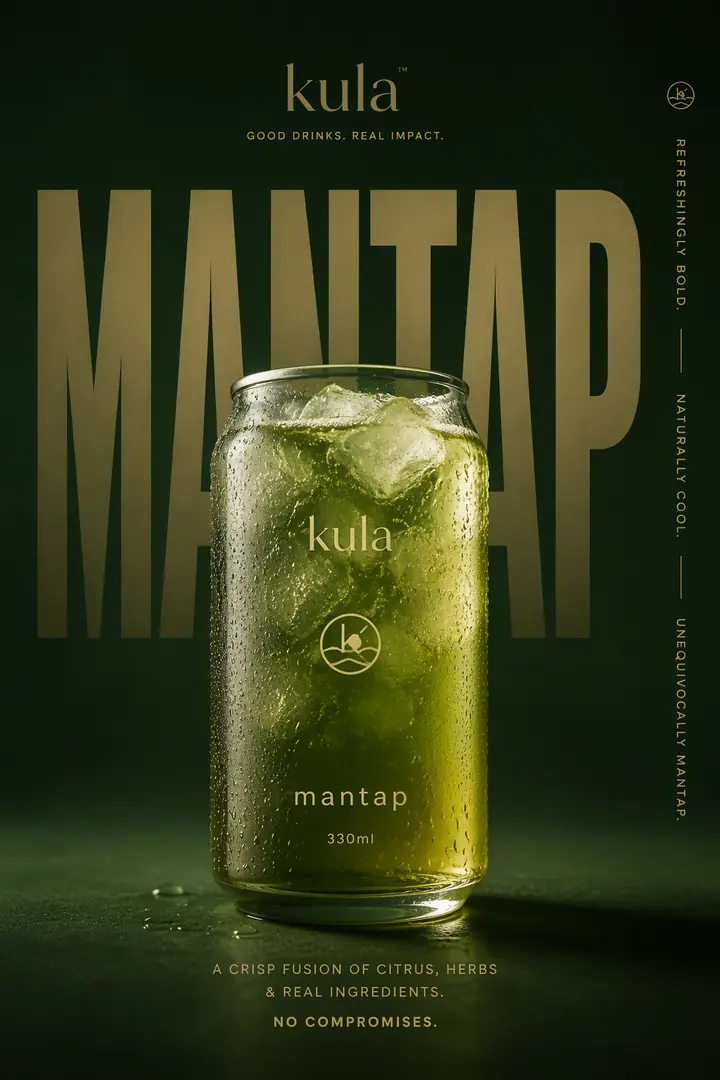 kula™
GOOD DRINKS. REAL IMPACT.
MANTAP
kula
k
mantap
330ml
A CRISP FUSION OF CITRUS, HERBS
& REAL INGREDIENTS.
NO COMPROMISES.
k
REFRESHINGLY BOLD.
NATURALLY COOL.
UNEQUIVOCALLY MANTAP.